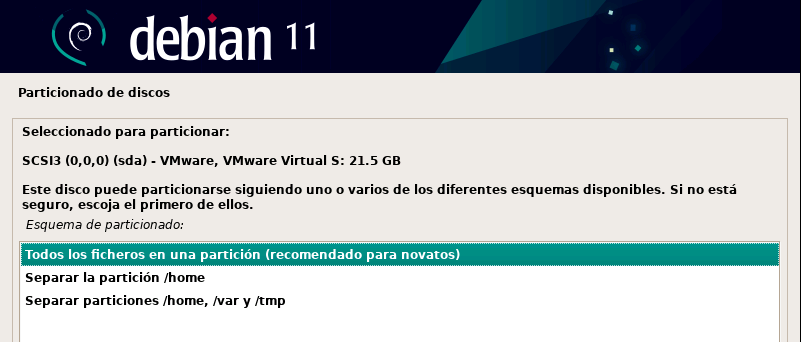 debian 11
Particionado de discos
Seleccionado para particionar:
SCSI3 (0,0,0) (sda) - VMware, VMware Virtual S: 21.5 GB
Este disco puede particionarse siguiendo uno o varios de los diferentes esquemas disponibles. Si no está
seguro, escoja el primero de ellos.
Esquema de particionado:
Todos los ficheros en una partición (recomendado para novatos)
Separar la partición /home
Separar particiones /home, /var y /tmp